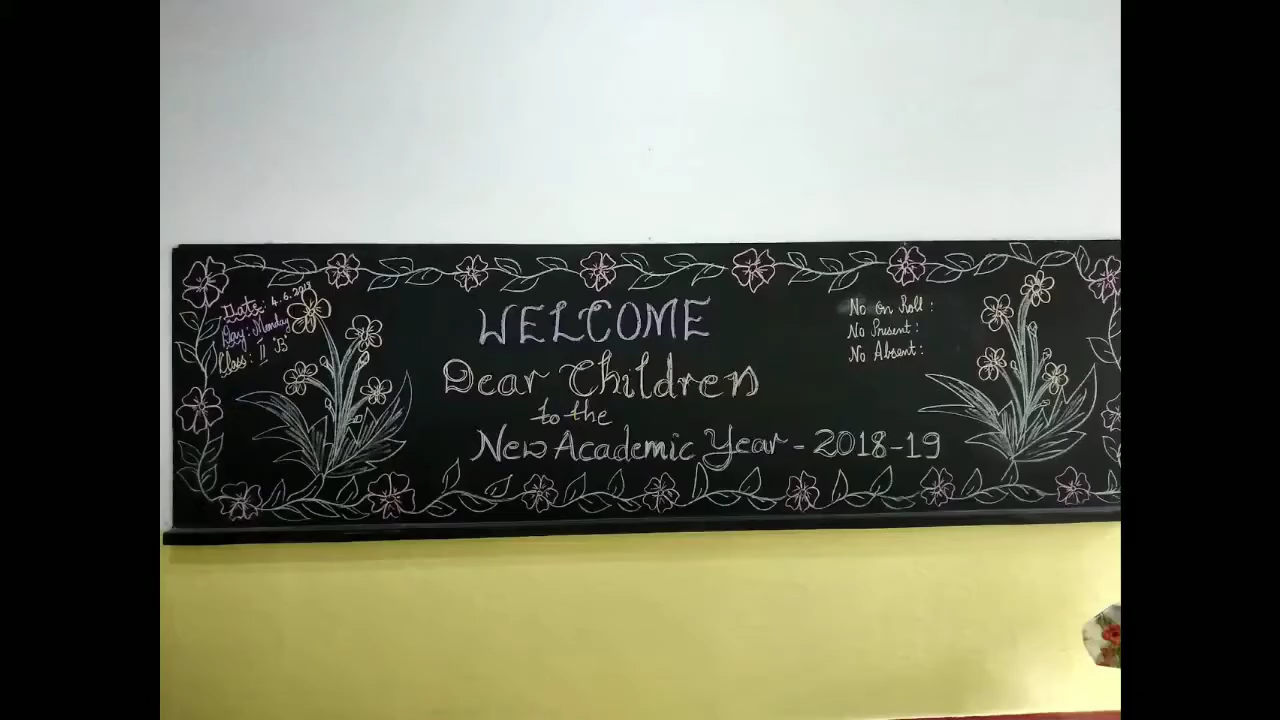 Date: 4.6.2018
Day: Monday
Class: II 'B'
WELCOME
Dear Children
to the
New Academic Year - 2018-19
No on Roll :
No Present :
No Absent :